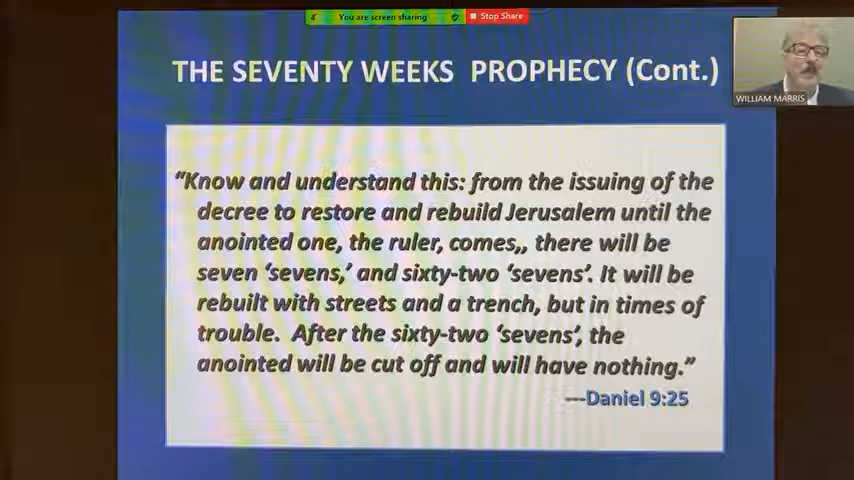 You are screen sharing
Stop Share
THE SEVENTY WEEKS PROPHECY (Cont.)
WILLIAM MARRIS
“Know and understand this: from the issuing of the
decree to restore and rebuild Jerusalem until the
anointed one, the ruler, comes,, there will be
seven ‘sevens,’ and sixty-two ‘sevens’. It will be
rebuilt with streets and a trench, but in times of
trouble. After the sixty-two ‘sevens’, the
anointed will be cut off and will have nothing.”
---Daniel 9:25